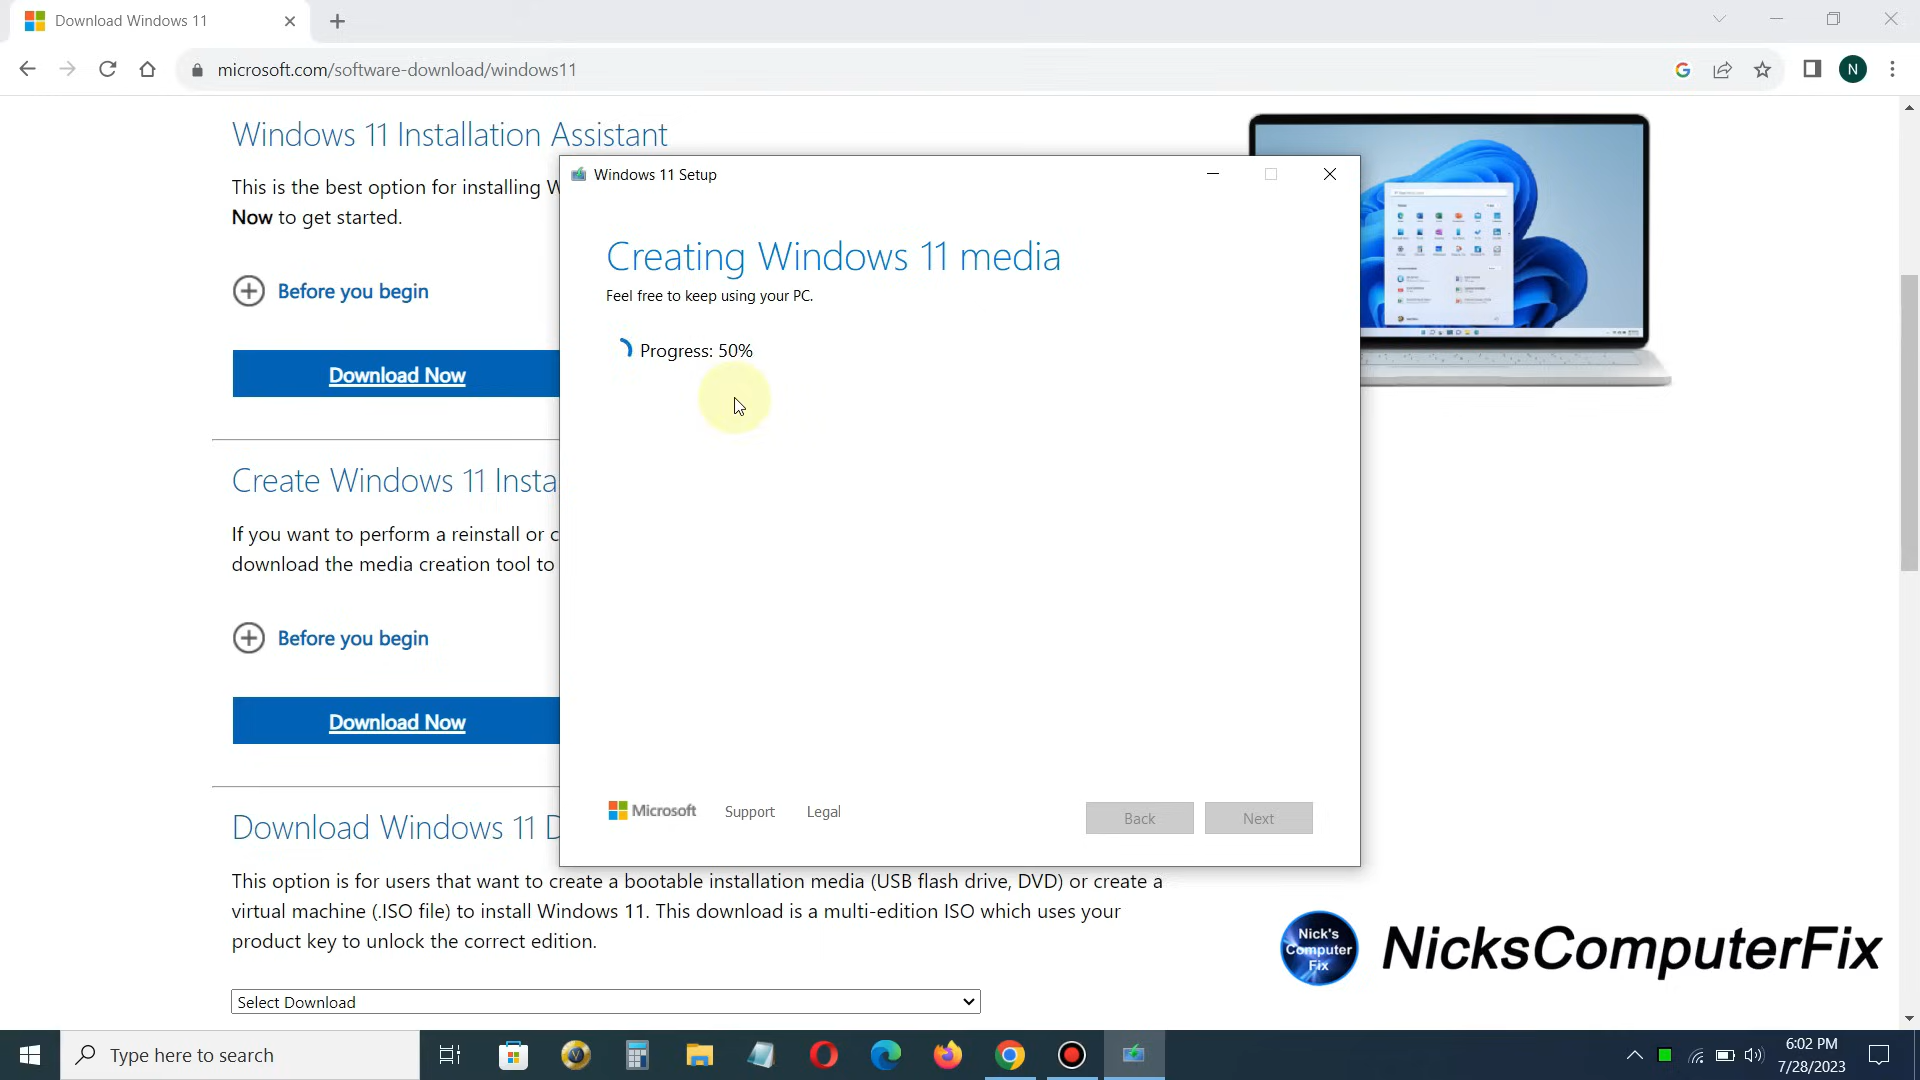 Download Windows 11
microsoft.com/software-download/windows11
N
Windows 11 Installation Assistant
This is the best option for installing W
Now to get started.
Before you begin
Download Now
Create Windows 11 Insta
If you want to perform a reinstall or c
download the media creation tool to
Before you begin
Download Now
Download Windows 11 D
This option is for users that want to create a bootable installation media (USB flash drive, DVD) or create a
virtual machine (.ISO file) to install Windows 11. This download is a multi-edition ISO which uses your
product key to unlock the correct edition.
Select Download
Windows 11 Setup
Creating Windows 11 media
Feel free to keep using your PC.
Progress: 50%
Microsoft Support Legal
Back Next
Nick's
Computer
Fix
NicksComputerFix
Type here to search
6:02 PM
7/28/2023